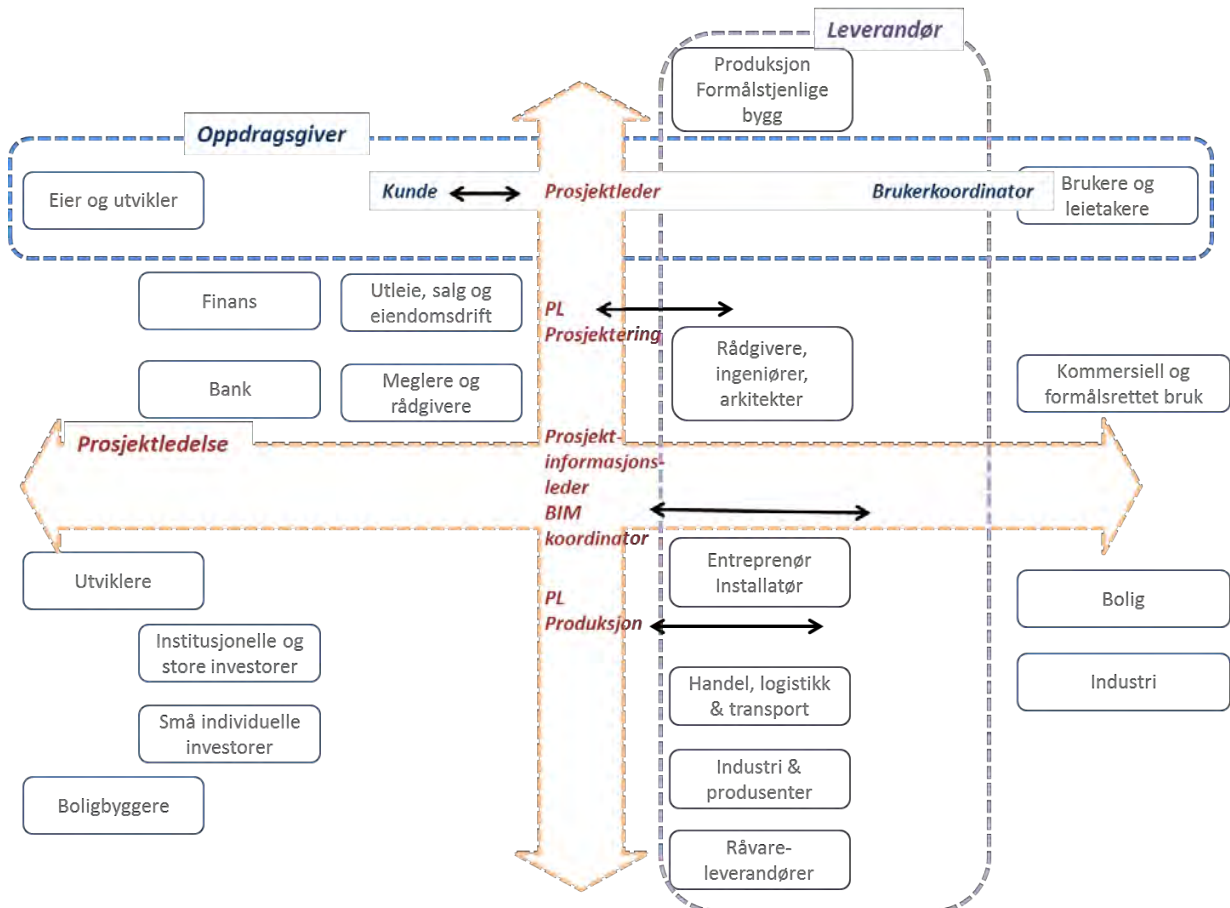 Leverandør
Produksjon
Formålstjenlige
bygg
Oppdragsgiver
Eier og utvikler
Kunde
Prosjektleder
Brukerkoordinator
Brukere og
leietakere
Finans
Utleie, salg og
eiendomsdrift
PL
Prosjektering
Rådgivere,
ingeniører,
arkitekter
Bank
Meglere og
rådgivere
Kommersiell og
formålsrettet bruk
Prosjektledelse
Prosjekt-
informasjons-
leder
BIM
koordinator
Entreprenør
Installatør
Utviklere
Bolig
PL
Produksjon
Institusjonelle og
store investorer
Handel, logistikk
& transport
Industri
Små individuelle
investorer
Industri &
produsenter
Boligbyggere
Råvare-
leverandører